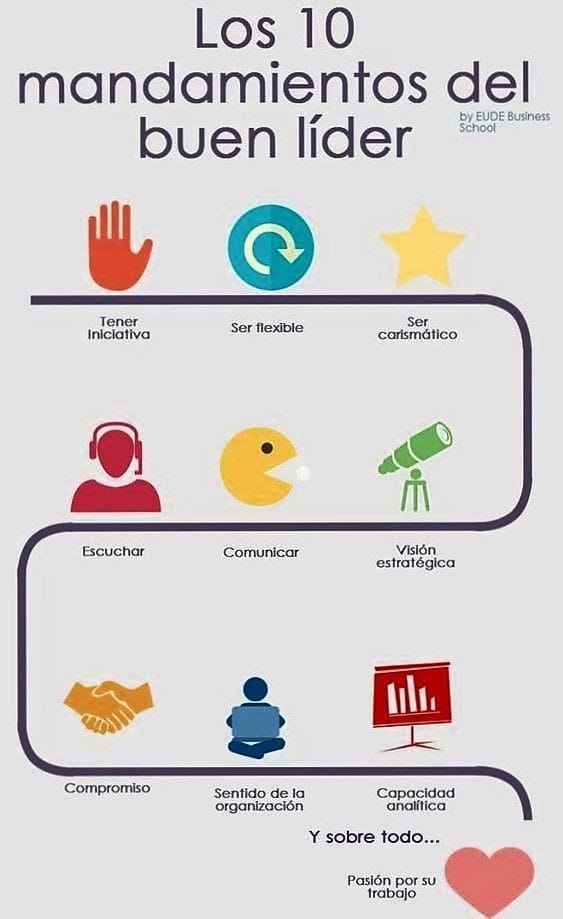 Los 10
mandamientos del
buen líder
by EUDE Business
School
Tener
Iniciativa
Ser flexible
Ser
carismático
Escuchar
Comunicar
Visión
estratégica
Compromiso
Sentido de la
organización
Capacidad
analítica
Y sobre todo...
Pasión por su
trabajo